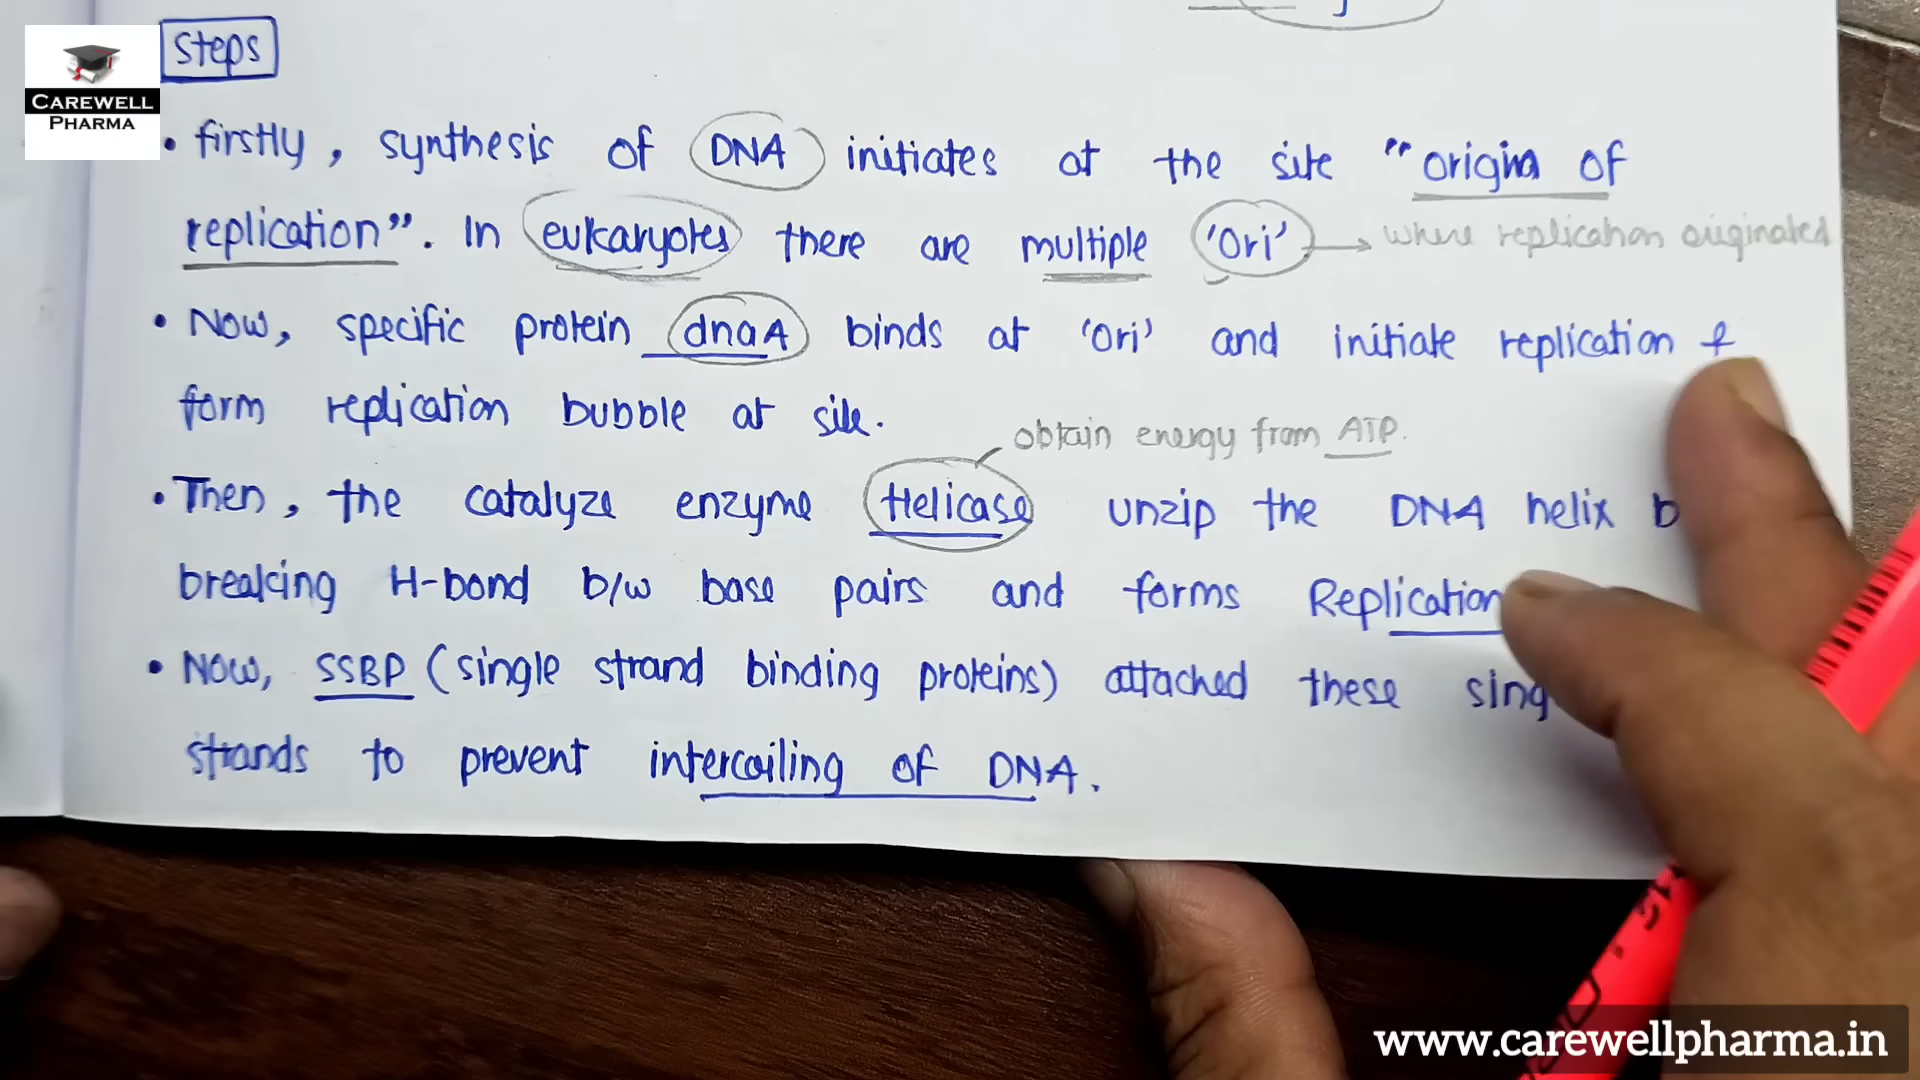 Steps
CAREWELL
PHARMA
• firstly, synthesis of DNA initiates at the site "origin of
replication". In eukaryotes there are multiple 'Ori' → where replication originated
• Now, specific protein dnaA binds at 'Ori' and initiate replication &
form replication bubble at site.
obtain energy from ATP.
• Then, the catalyze enzyme Helicase unzip the DNA helix b
breaking H-bond b/w base pairs and forms Replication
• Now, SSBP (single strand binding proteins) attached these sing
strands to prevent intercoiling of DNA.
www.carewellpharma.in